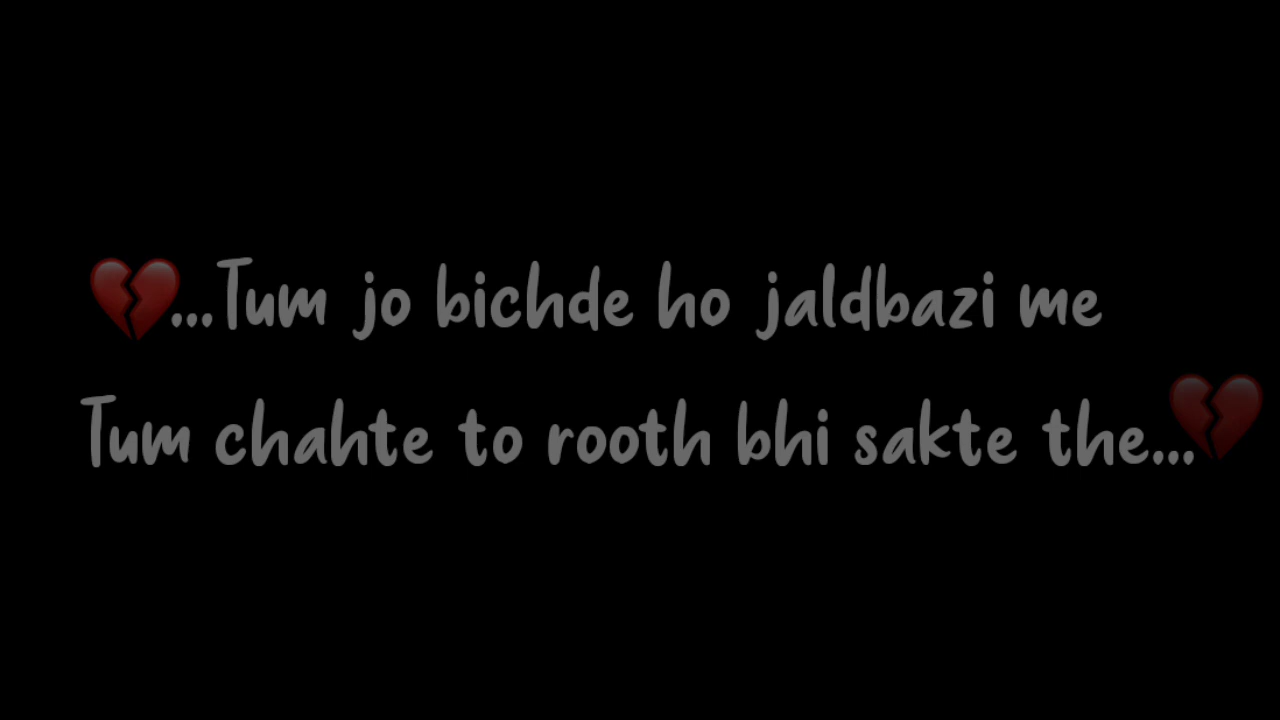 💔...Tum jo bichde ho jaldbazi me
Tum chahte to rooth bhi sakte the...💔